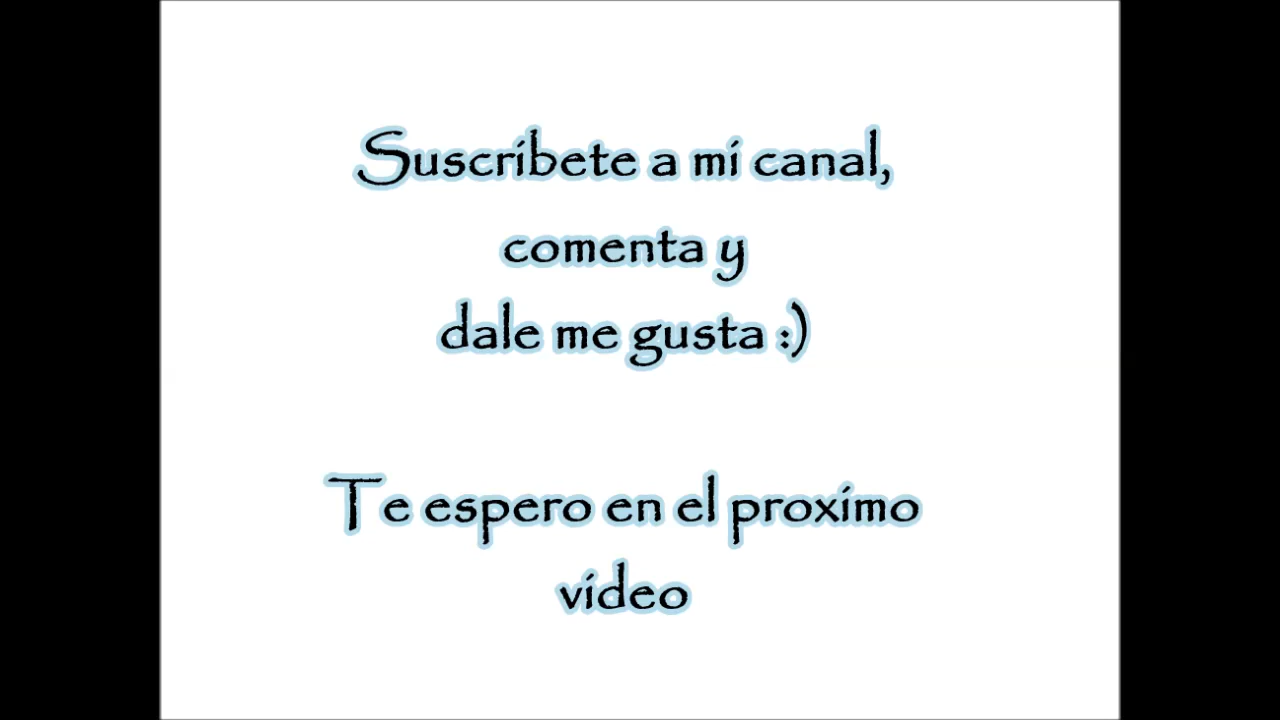 Suscribete a mi canal,
comenta y
dale me gusta :)
Te espero en el proximo
video